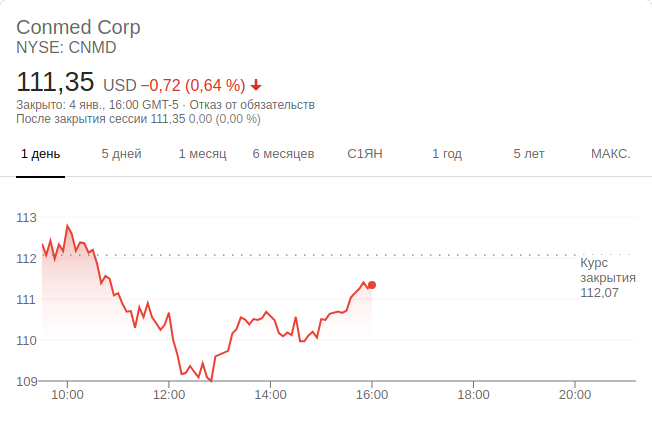 Conmed Corp
NYSE: CNMD
111,35 USD −0,72 (0,64 %)
Закрыто: 4 янв., 16:00 GMT-5 · Отказ от обязательств
После закрытия сессии 111,35 0,00 (0,00 %)
1 день 5 дней 1 месяц 6 месяцев С1ЯН 1 год 5 лет МАКС.
113
112
Курс
закрытия
112,07
111
110
109
10:00 12:00 14:00 16:00 18:00 20:00